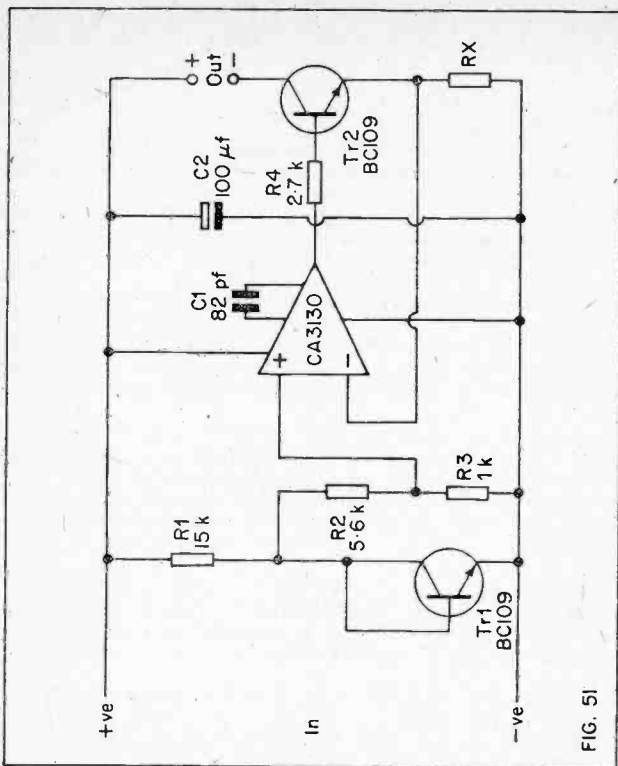 +ve
In
−ve
R1
15 k
R2
5·6 k
R3
1 k
Tr1
BC109
C1
82 pf
+
CA3130
−
C2
100 µf
R4
2·7 k
+
Out
−
Tr2
BC109
RX
FIG. 51